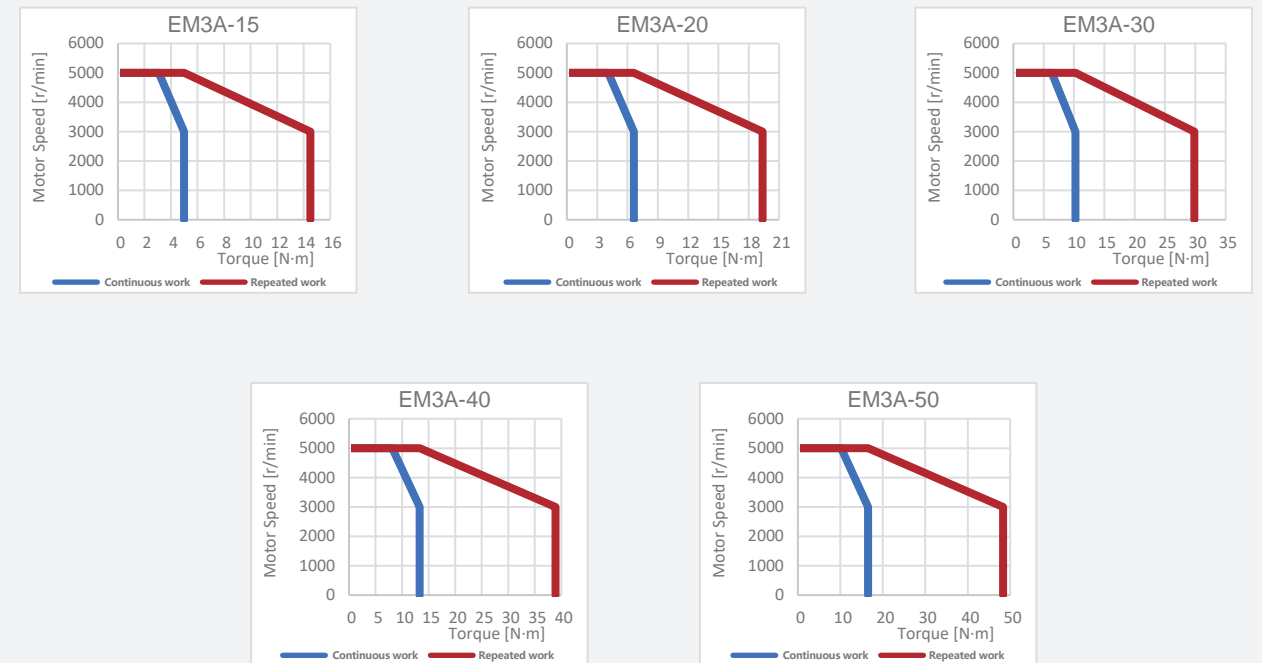 EM3A-15
Motor Speed [r/min]
6000
5000
4000
3000
2000
1000
0
0 2 4 6 8 10 12 14 16
Torque [N·m]
Continuous work Repeated work
EM3A-20
Motor Speed [r/min]
6000
5000
4000
3000
2000
1000
0
0 3 6 9 12 15 18 21
Torque [N·m]
Continuous work Repeated work
EM3A-30
Motor Speed [r/min]
6000
5000
4000
3000
2000
1000
0
0 5 10 15 20 25 30 35
Torque [N·m]
Continuous work Repeated work
EM3A-40
Motor Speed [r/min]
6000
5000
4000
3000
2000
1000
0
0 5 10 15 20 25 30 35 40
Torque [N·m]
Continuous work Repeated work
EM3A-50
Motor Speed [r/min]
6000
5000
4000
3000
2000
1000
0
0 10 20 30 40 50
Torque [N·m]
Continuous work Repeated work